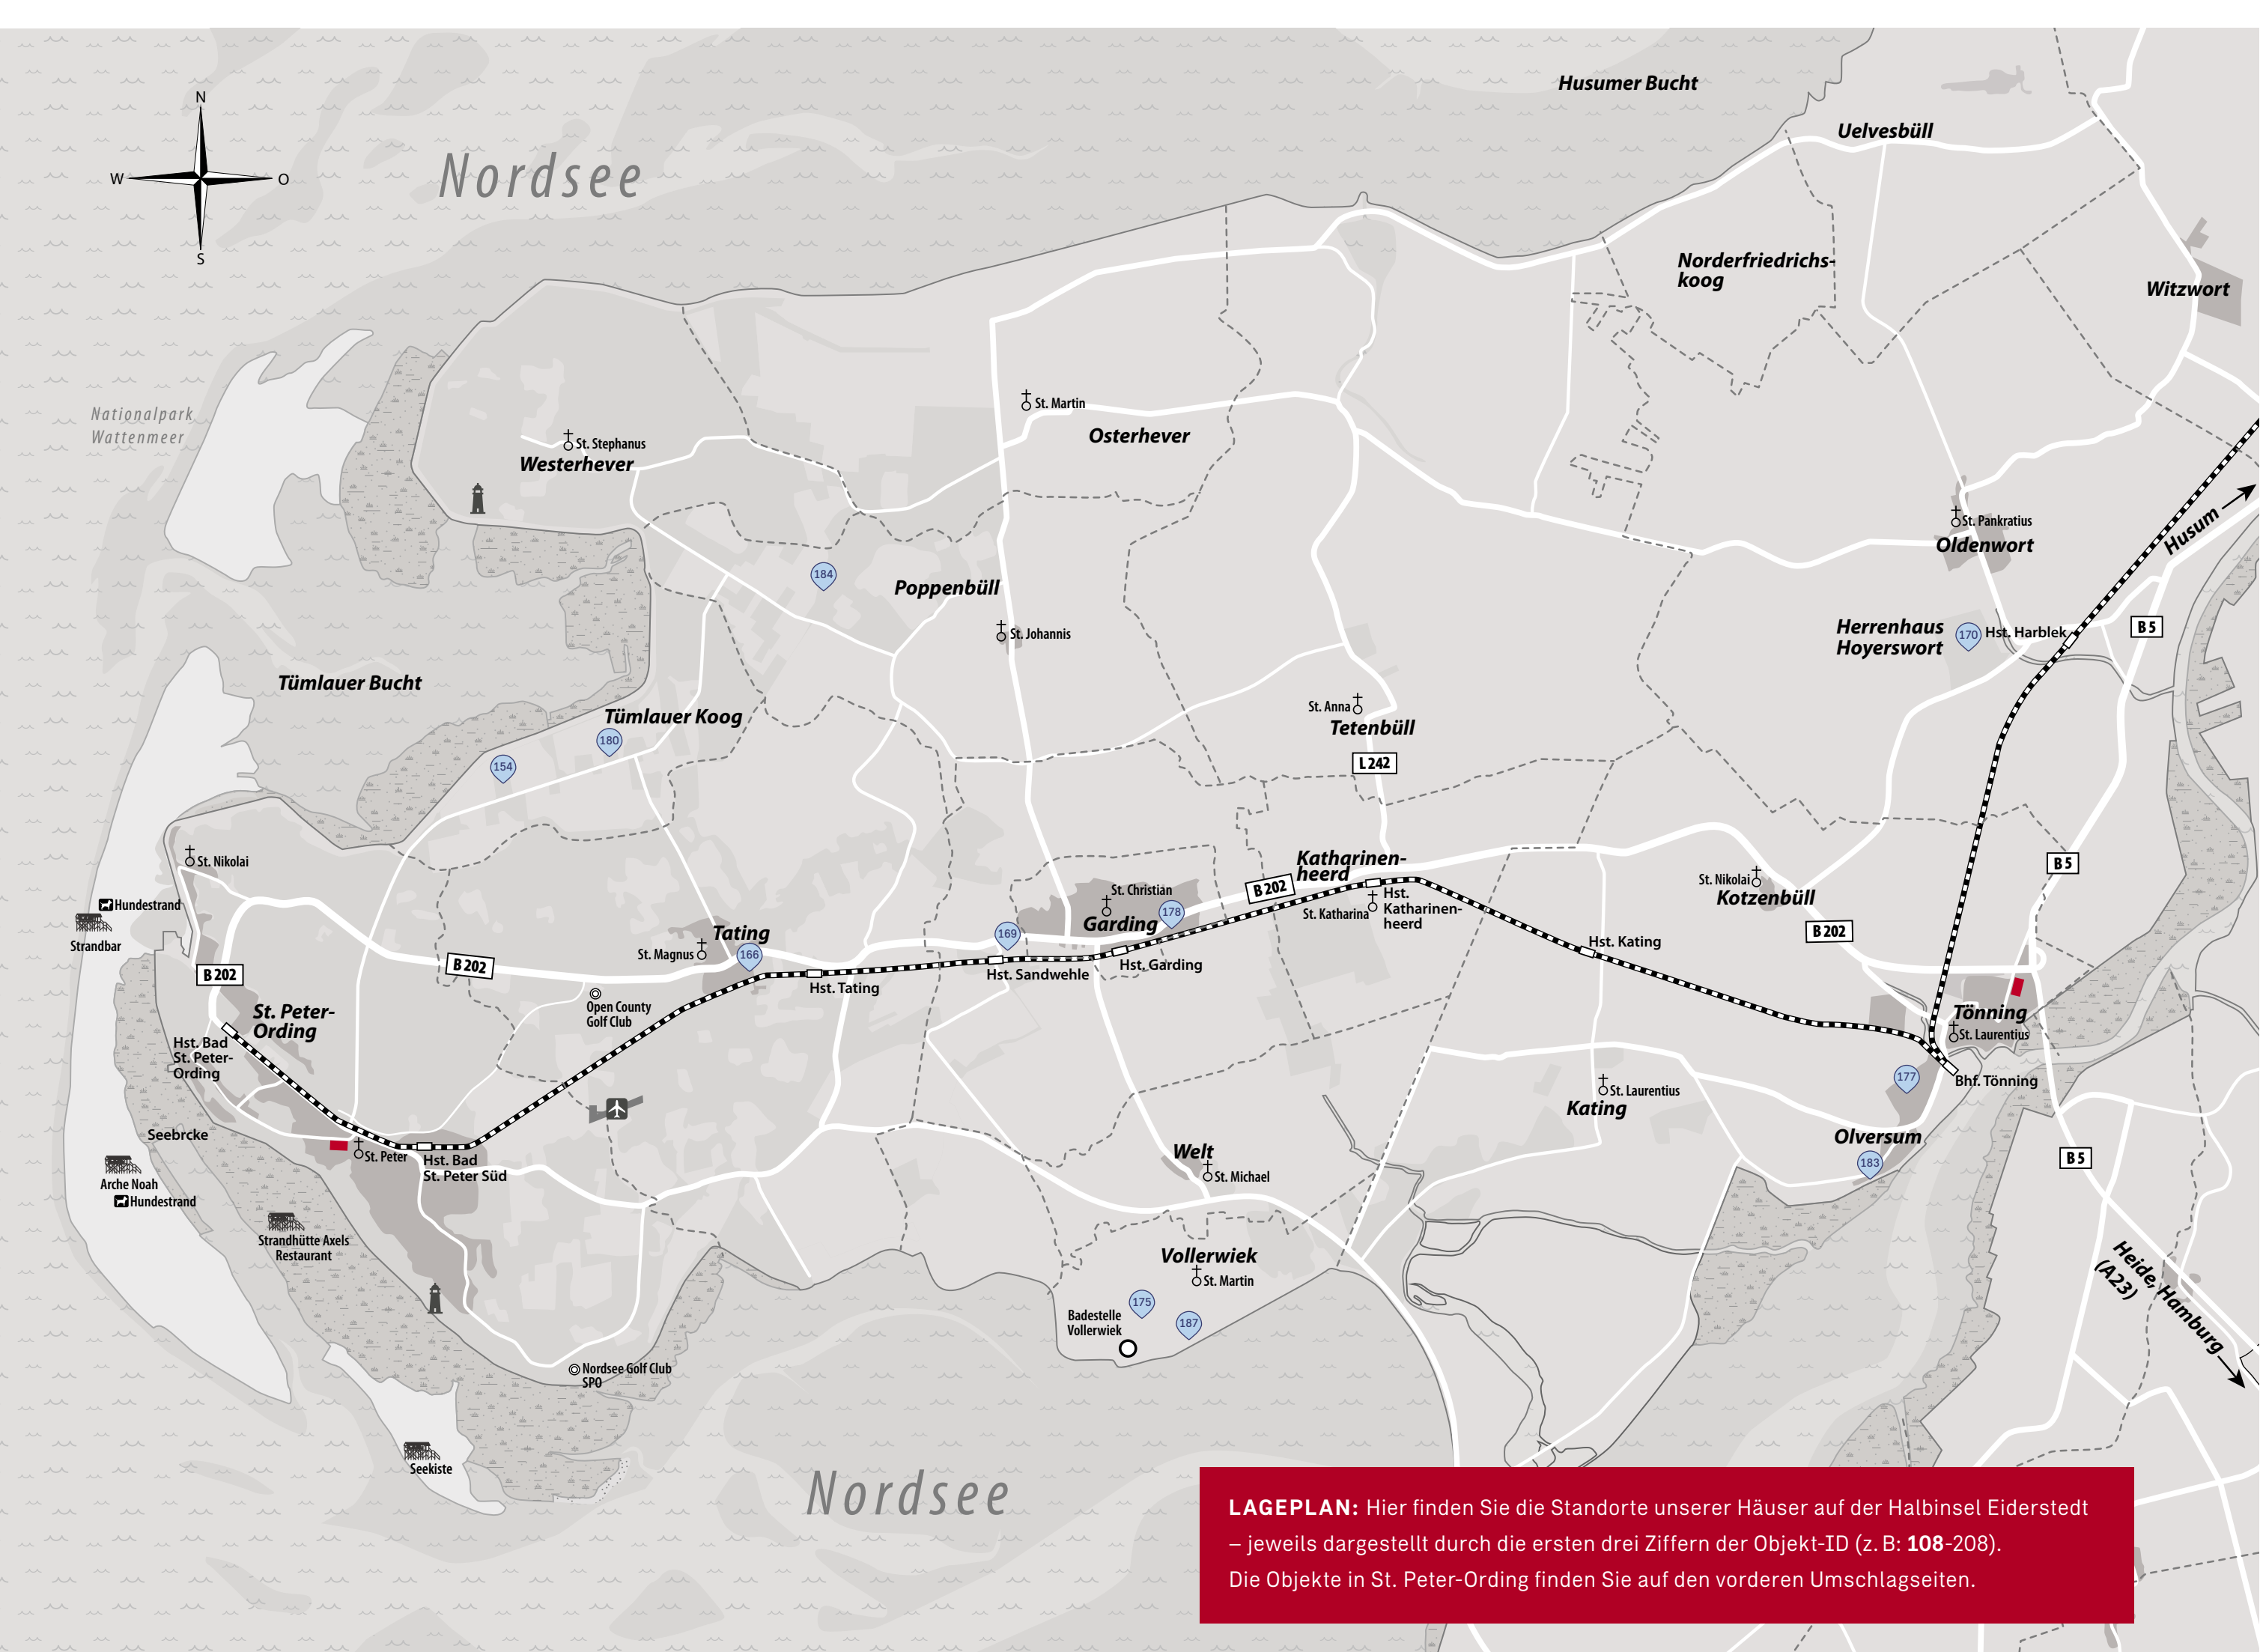 Husumer Bucht
Uelvesbüll
N
W
O
S
Nordsee
Norderfriedrichs-
koog
Witzwort
Nationalpark
Wattenmeer
St. Martin
Osterhever
St. Stephanus
Westerhever
St. Pankratius
Oldenwort
Husum
184
Poppenbüll
St. Johannis
Herrenhaus
Hoyerswort
170
Hst. Harblek
B 5
Tümlauer Bucht
Tümlauer Koog
180
154
St. Anna
Tetenbüll
L 242
St. Nikolai
Hundestrand
Strandbar
B 202
B 202
St. Magnus
Tating
166
Hst. Tating
Open County
Golf Club
169
Hst. Sandwehle
St. Christian
Garding
178
Hst. Garding
B 202
Katharinen-
heerd
St. Katharina
Hst.
Katharinen-
heerd
Hst. Kating
St. Nikolai
Kotzenbüll
B 202
B 5
St. Peter-
Ording
Hst. Bad
St. Peter-
Ording
Tönning
St. Laurentius
Bhf. Tönning
177
St. Laurentius
Kating
Olversum
183
B 5
Seebrcke
Arche Noah
Hundestrand
St. Peter
Hst. Bad
St. Peter Süd
Strandhütte Axels
Restaurant
Welt
St. Michael
Vollerwiek
St. Martin
175
187
Badestelle
Vollerwiek
Heide, Hamburg
(A23)
Nordsee Golf Club
SPO
Seekiste
Nordsee
LAGEPLAN: Hier finden Sie die Standorte unserer Häuser auf der Halbinsel Eiderstedt
– jeweils dargestellt durch die ersten drei Ziffern der Objekt-ID (z. B: 108-208).
Die Objekte in St. Peter-Ording finden Sie auf den vorderen Umschlagseiten.